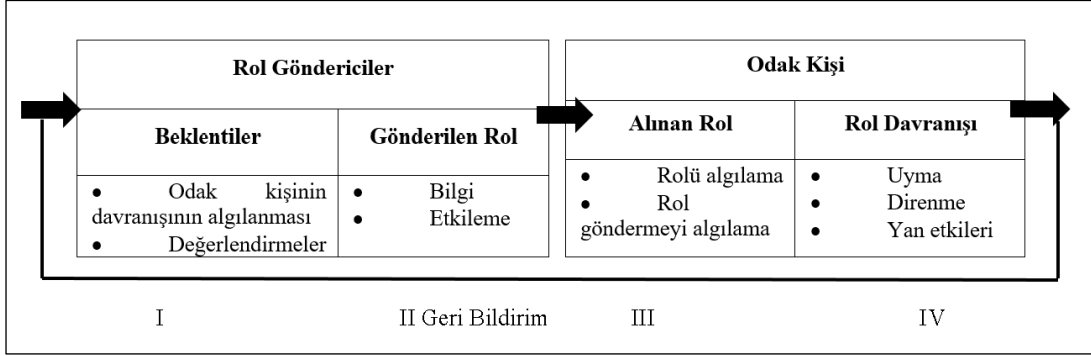 Rol Göndericiler
Odak Kişi
Beklentiler
Gönderilen Rol
Alınan Rol
Rol Davranışı
● Odak kişinin
davranışının algılanması
● Değerlendirmeler
● Bilgi
● Etkileme
● Rolü algılama
● Rol
göndermeyi algılama
● Uyma
● Direnme
● Yan etkileri
I
II Geri Bildirim
III
IV